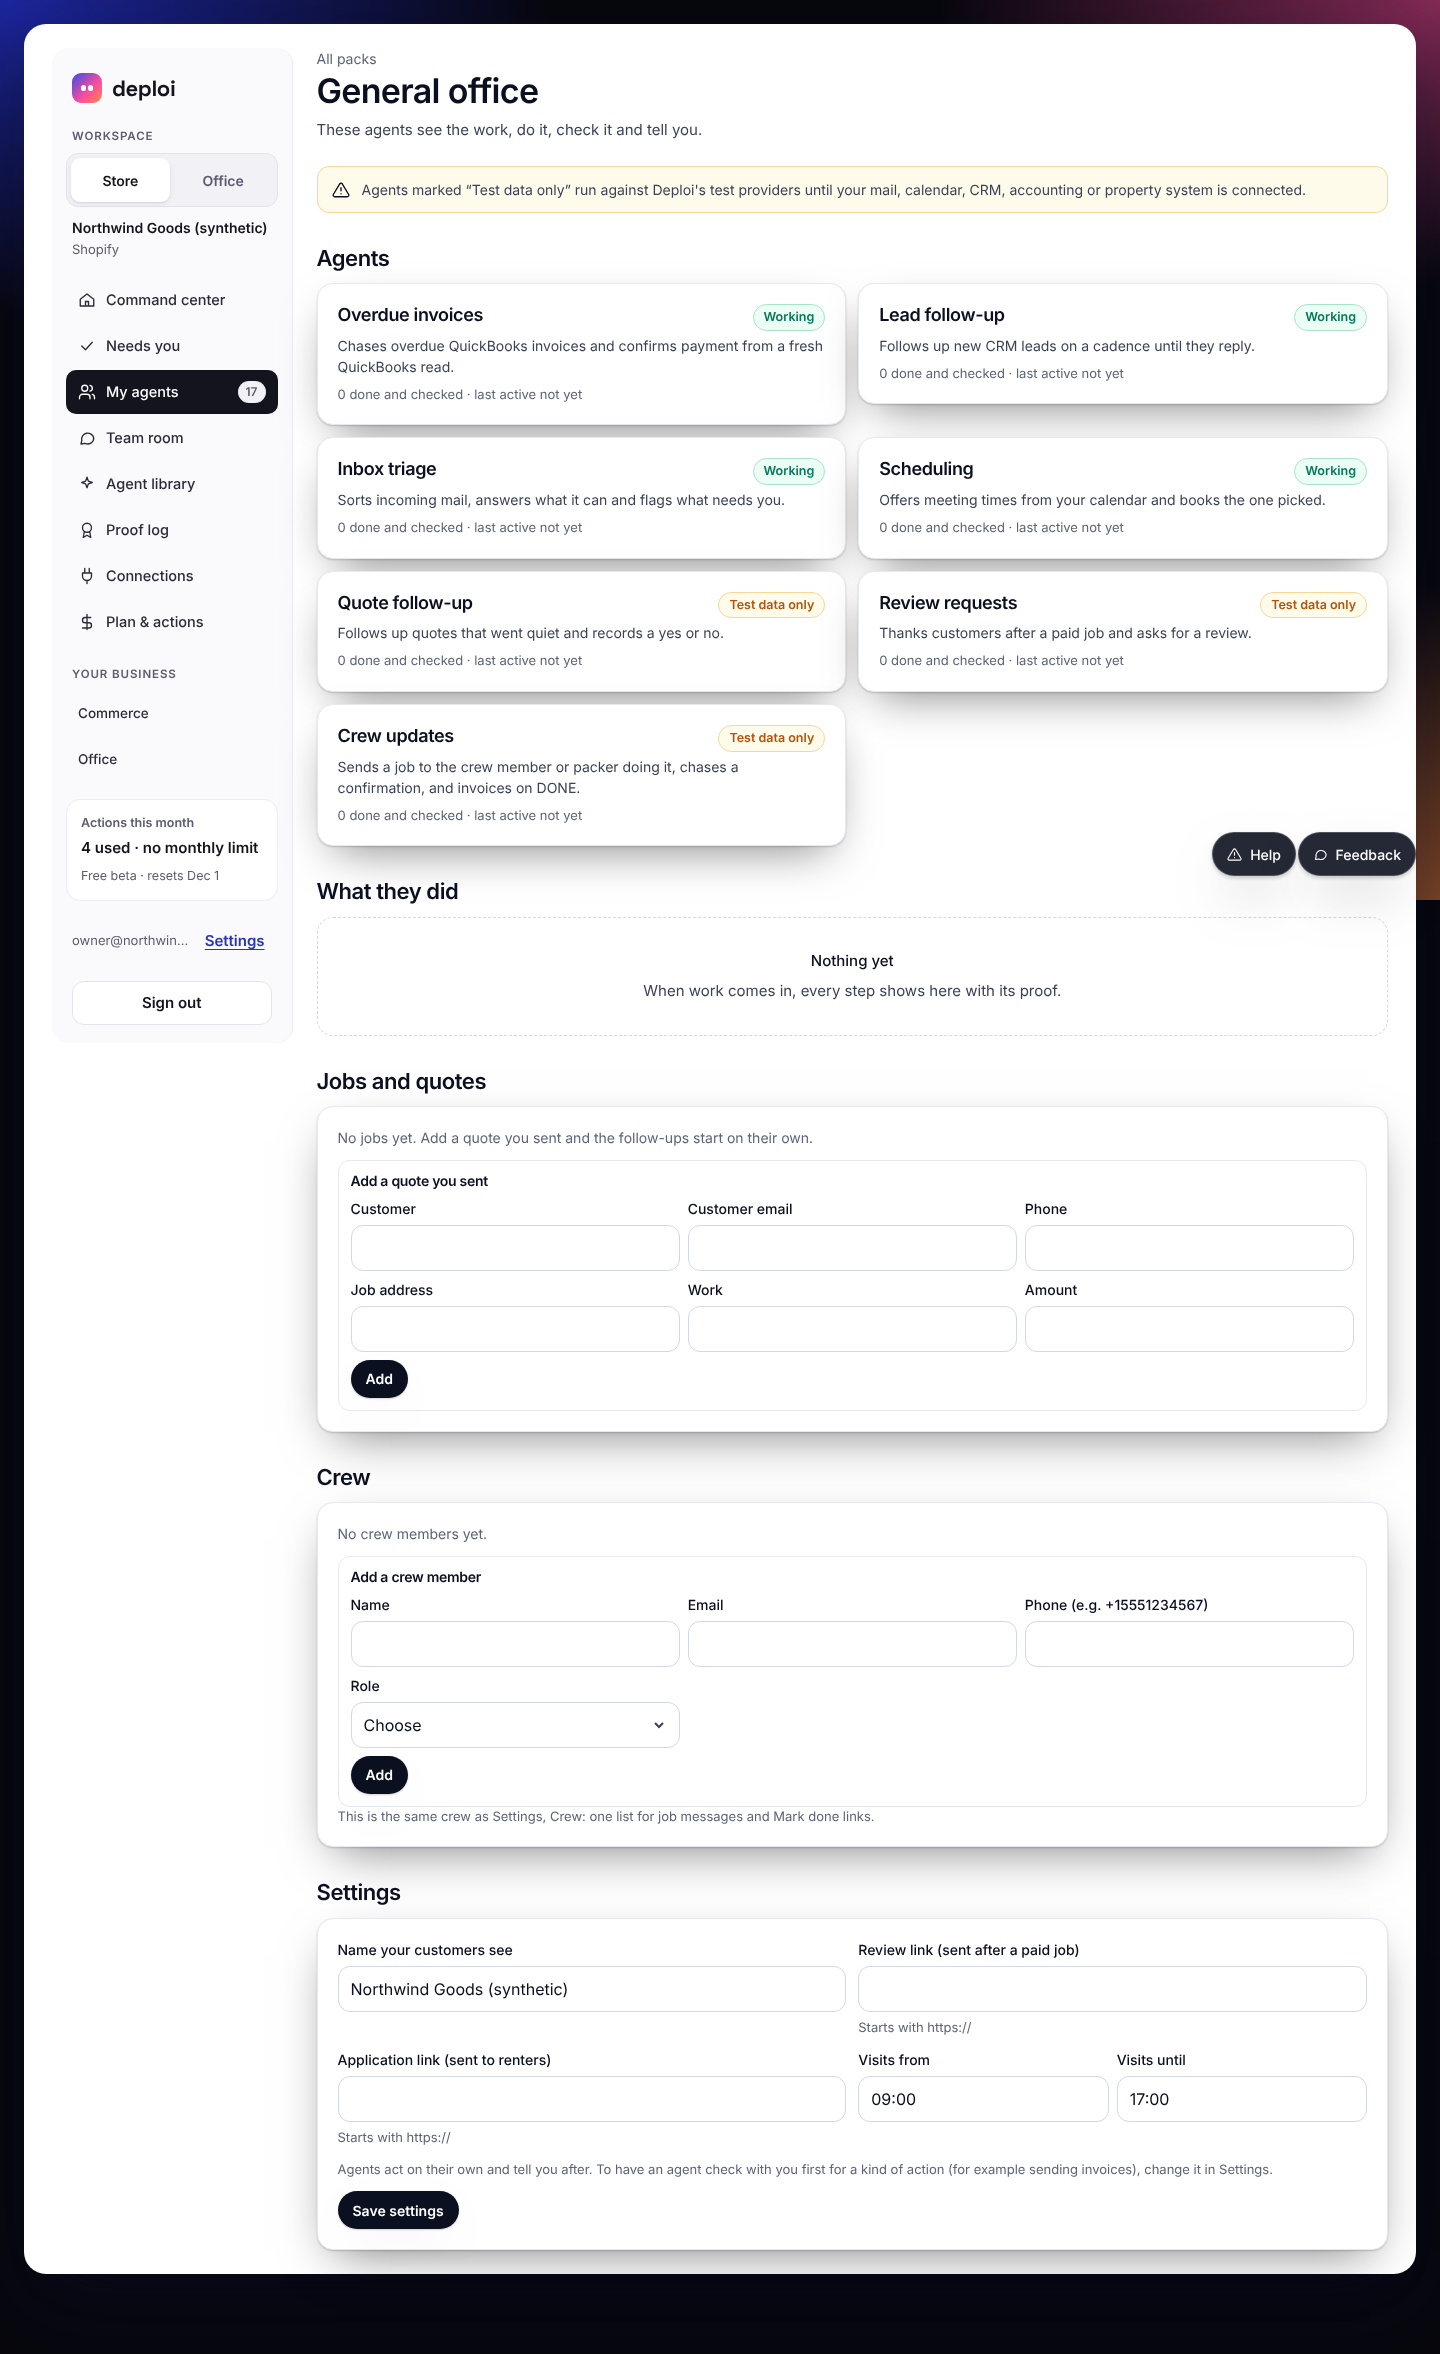 deploi
WORKSPACE
Store
Office
Northwind Goods (synthetic)
Shopify
Command center
Needs you
My agents
17
Team room
Agent library
Proof log
Connections
Plan & actions
YOUR BUSINESS
Commerce
Office
Actions this month
4 used · no monthly limit
Free beta · resets Dec 1
owner@northwin...
Settings
Sign out
All packs
General office
These agents see the work, do it, check it and tell you.
Agents marked “Test data only” run against Deploi's test providers until your mail, calendar, CRM, accounting or property system is connected.
Agents
Overdue invoices
Working
Chases overdue QuickBooks invoices and confirms payment from a fresh
QuickBooks read.
0 done and checked · last active not yet
Lead follow-up
Working
Follows up new CRM leads on a cadence until they reply.
0 done and checked · last active not yet
Inbox triage
Working
Sorts incoming mail, answers what it can and flags what needs you.
0 done and checked · last active not yet
Scheduling
Working
Offers meeting times from your calendar and books the one picked.
0 done and checked · last active not yet
Quote follow-up
Test data only
Follows up quotes that went quiet and records a yes or no.
0 done and checked · last active not yet
Review requests
Test data only
Thanks customers after a paid job and asks for a review.
0 done and checked · last active not yet
Crew updates
Test data only
Sends a job to the crew member or packer doing it, chases a
confirmation, and invoices on DONE.
0 done and checked · last active not yet
Help
Feedback
What they did
Nothing yet
When work comes in, every step shows here with its proof.
Jobs and quotes
No jobs yet. Add a quote you sent and the follow-ups start on their own.
Add a quote you sent
Customer
Customer email
Phone
Job address
Work
Amount
Add
Crew
No crew members yet.
Add a crew member
Name
Email
Phone (e.g. +15551234567)
Role
Choose
Add
This is the same crew as Settings, Crew: one list for job messages and Mark done links.
Settings
Name your customers see
Northwind Goods (synthetic)
Review link (sent after a paid job)
Starts with https://
Application link (sent to renters)
Starts with https://
Visits from
09:00
Visits until
17:00
Agents act on their own and tell you after. To have an agent check with you first for a kind of action (for example sending invoices), change it in Settings.
Save settings